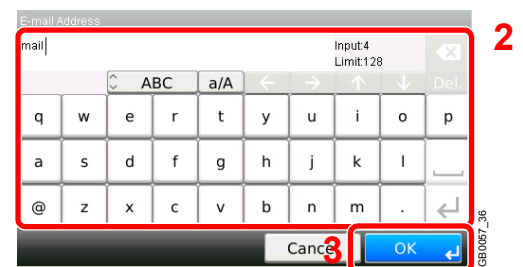 E-mail Address
mail
Input:4
Limit:128
2
ABC a/A Del.
q w e r t y u i o p
a s d f g h j k l
@ z x c v b n m .
Cance 3 OK
GB0057_36